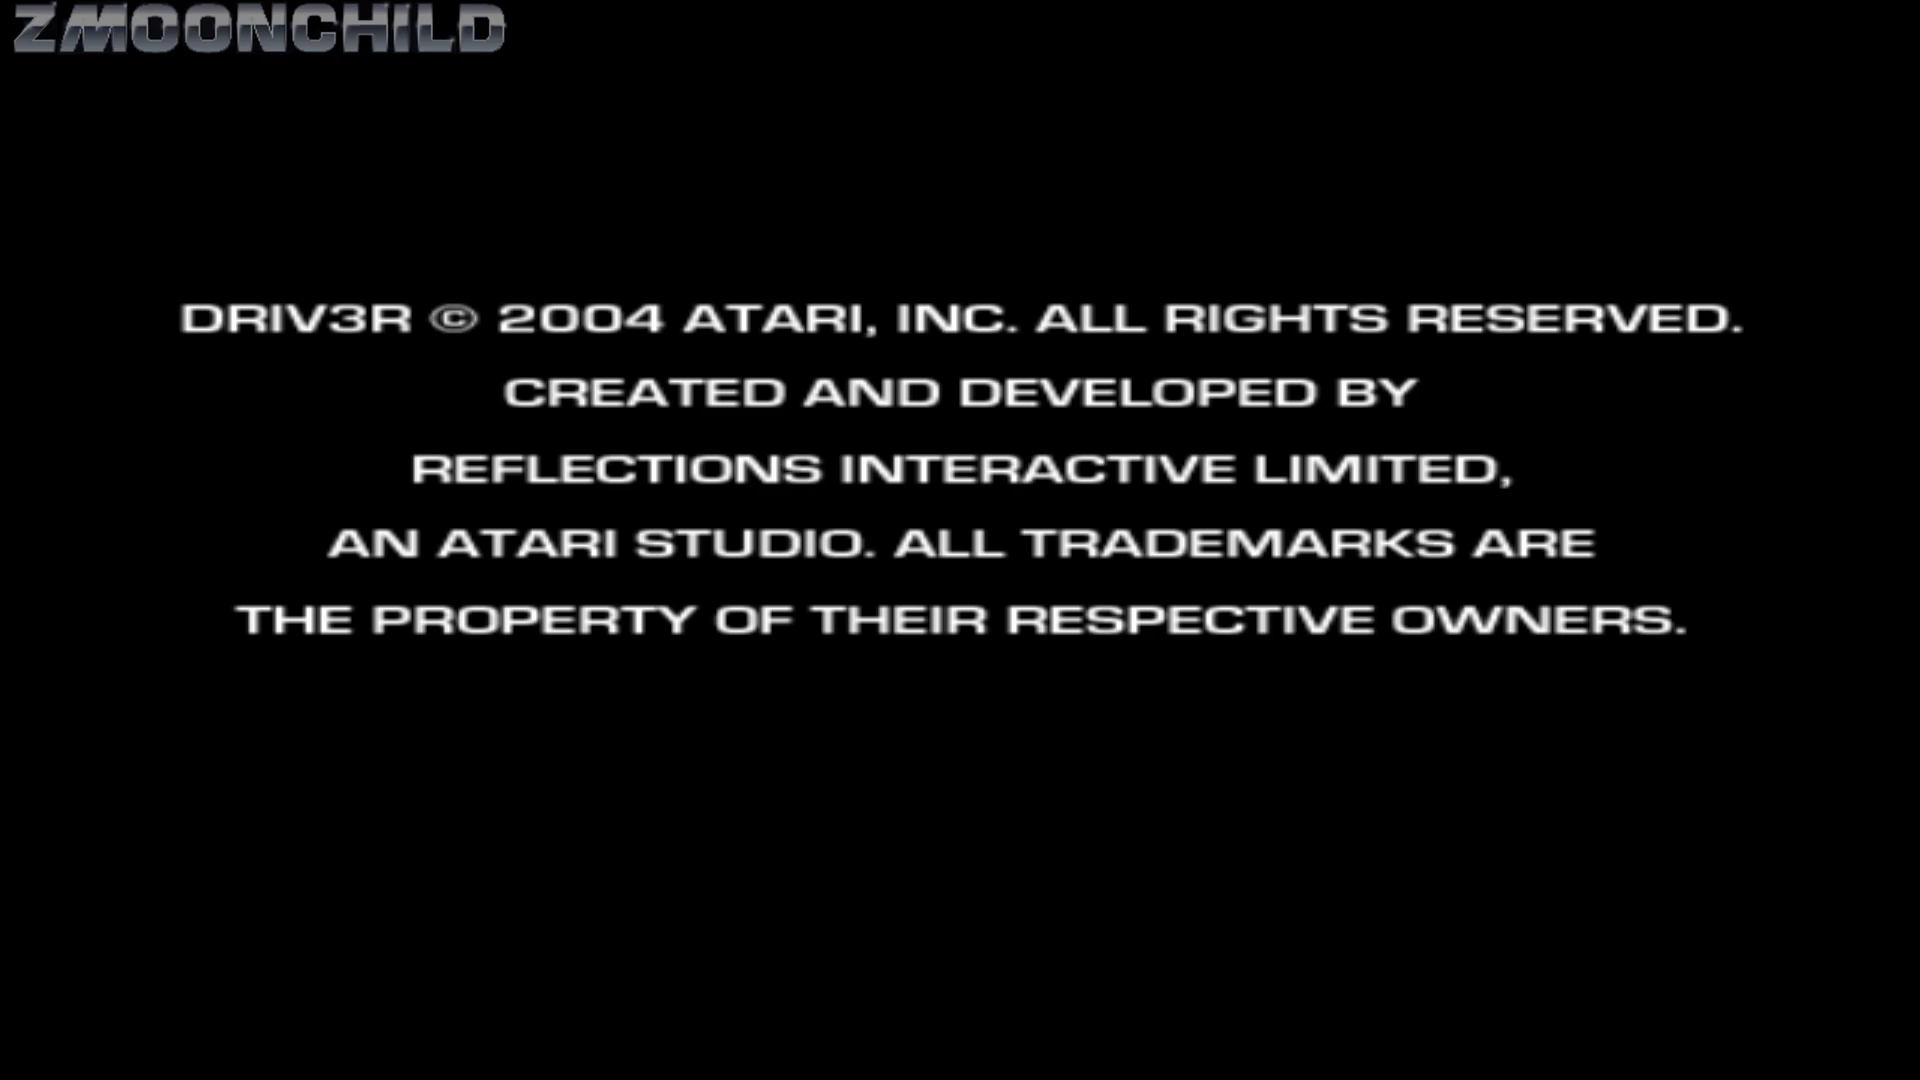 ZMOONCHILD
DRIV3R © 2004 ATARI, INC. ALL RIGHTS RESERVED.
CREATED AND DEVELOPED BY
REFLECTIONS INTERACTIVE LIMITED,
AN ATARI STUDIO. ALL TRADEMARKS ARE
THE PROPERTY OF THEIR RESPECTIVE OWNERS.